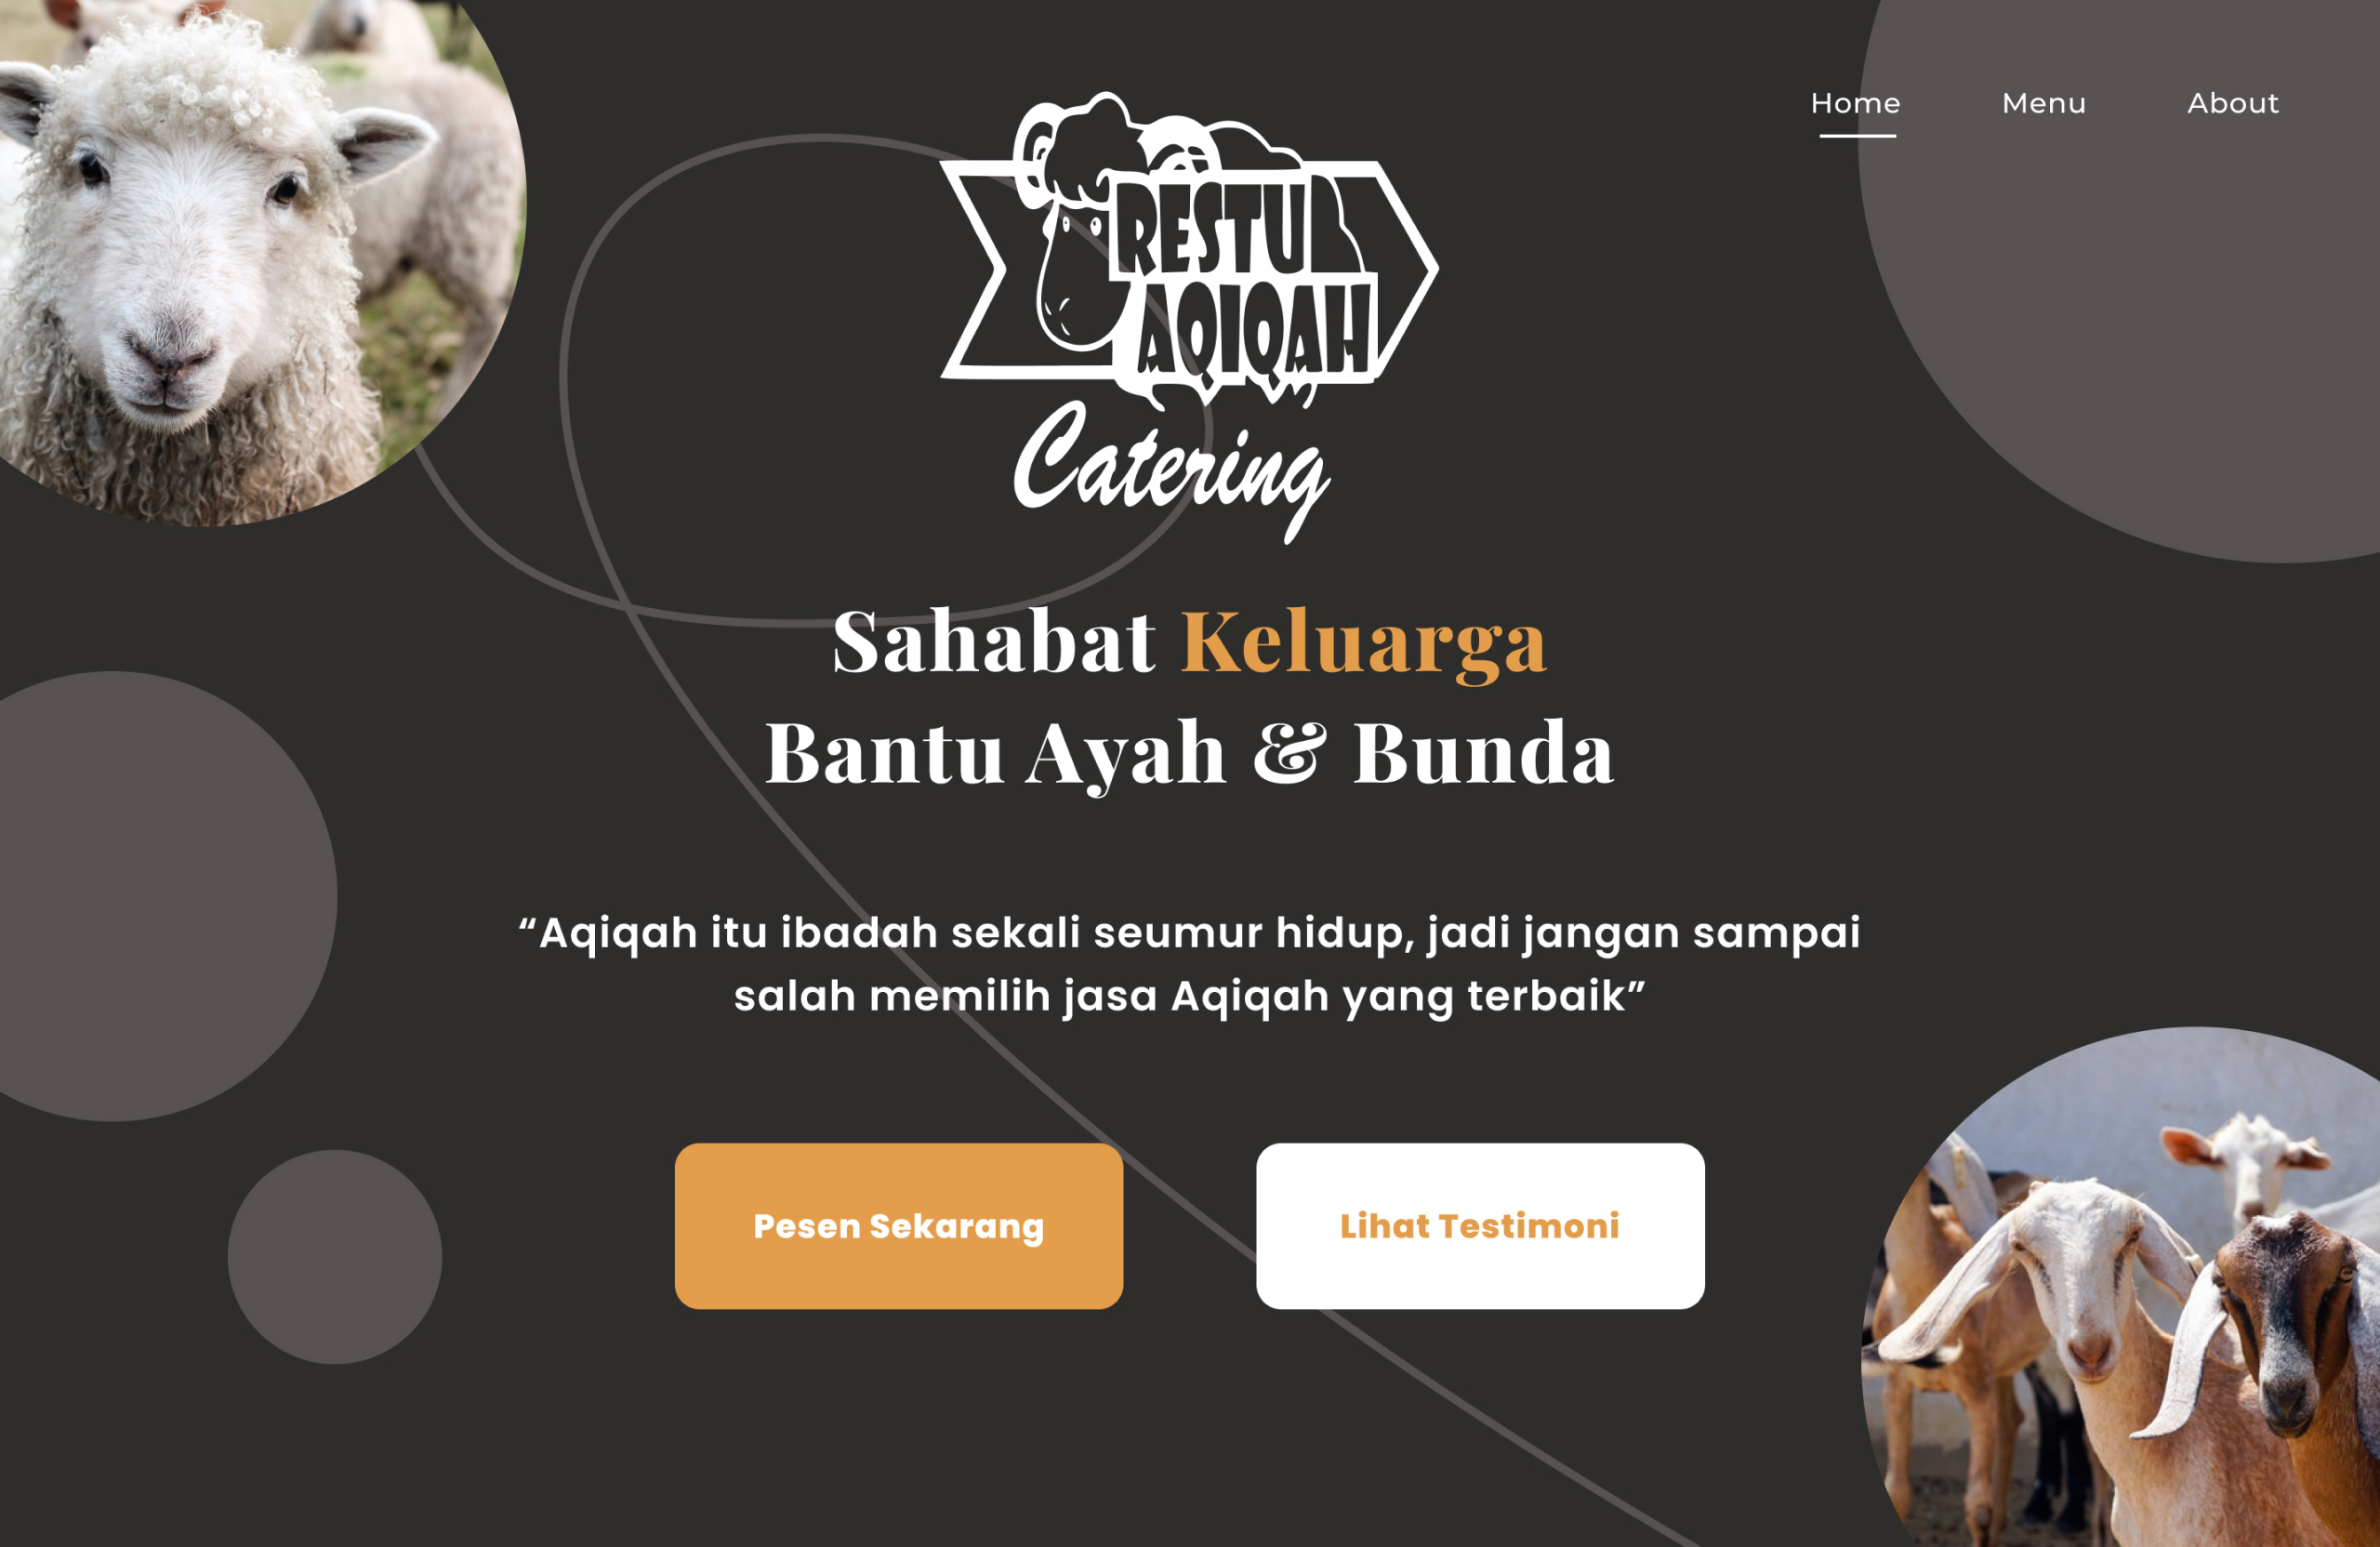 Home Menu About
RESTU
AQIQAH
Catering
Sahabat Keluarga
Bantu Ayah & Bunda
“Aqiqah itu ibadah sekali seumur hidup, jadi jangan sampai
salah memilih jasa Aqiqah yang terbaik”
Pesen Sekarang
Lihat Testimoni